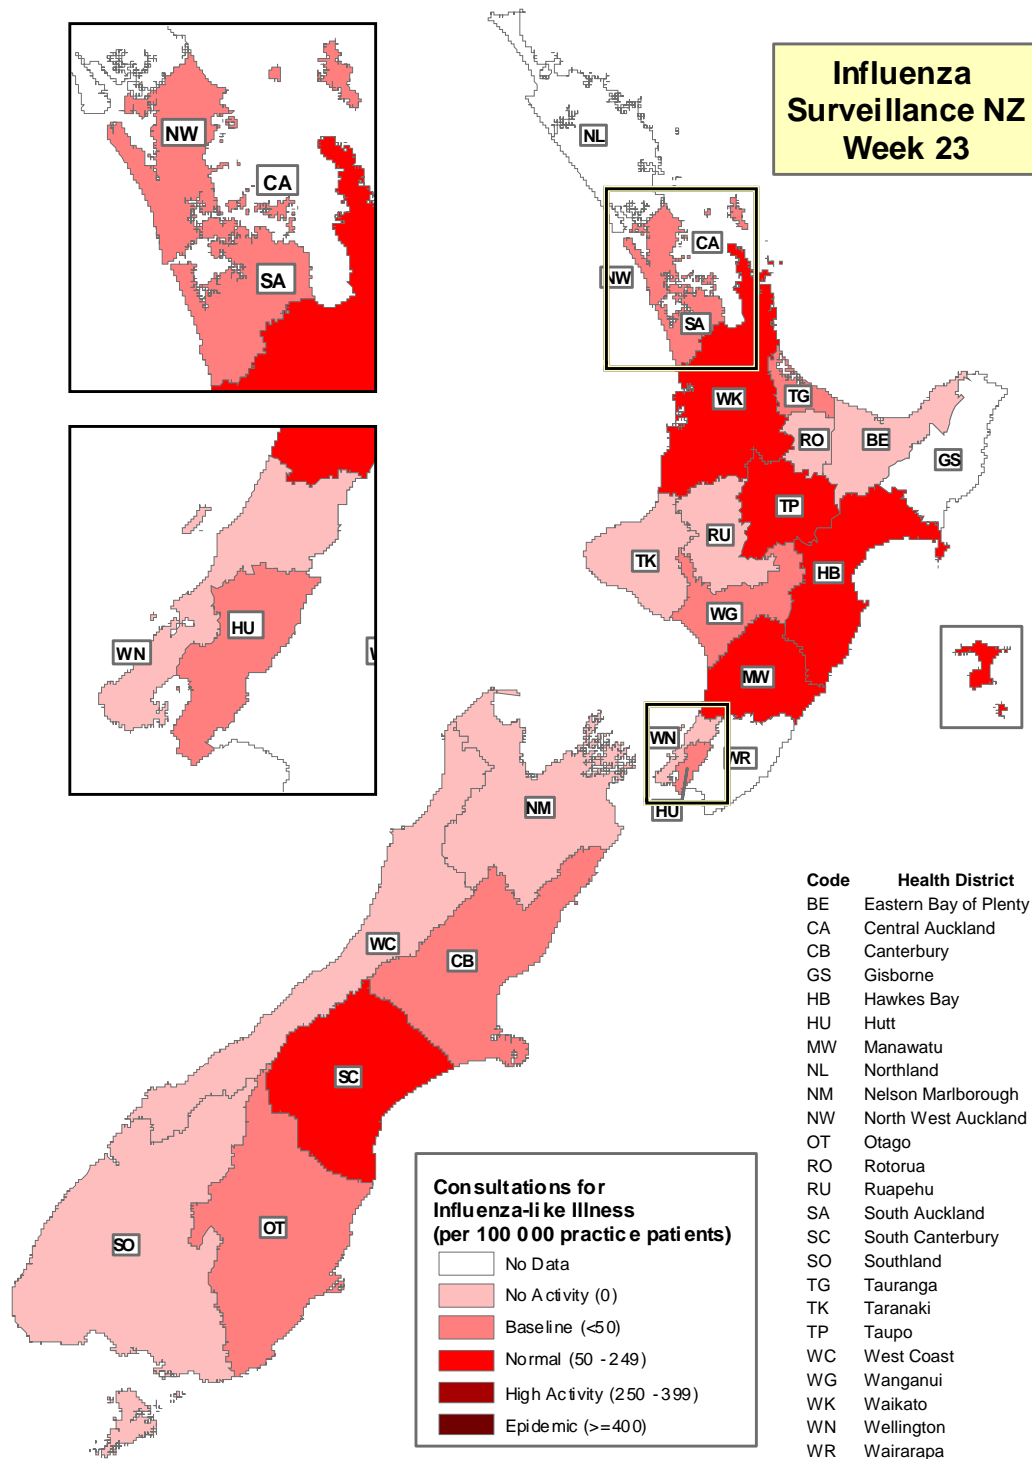 Influenza
Surveillance NZ
Week 23
NW
CA
SA
NL
CA
NW
SA
WK
TG
RO
BE
GS
TP
RU
TK
HB
WG
MW
HU
WN
WN
WR
HU
NM
WC
CB
SC
OT
SO
Consultations for
Influenza-like Illness
(per 100 000 practice patients)
No Data
No Activity (0)
Baseline (<50)
Normal (50 - 249)
High Activity (250 - 399)
Epidemic (>=400)
Code Health District
BE Eastern Bay of Plenty
CA Central Auckland
CB Canterbury
GS Gisborne
HB Hawkes Bay
HU Hutt
MW Manawatu
NL Northland
NM Nelson Marlborough
NW North West Auckland
OT Otago
RO Rotorua
RU Ruapehu
SA South Auckland
SC South Canterbury
SO Southland
TG Tauranga
TK Taranaki
TP Taupo
WC West Coast
WG Wanganui
WK Waikato
WN Wellington
WR Wairarapa